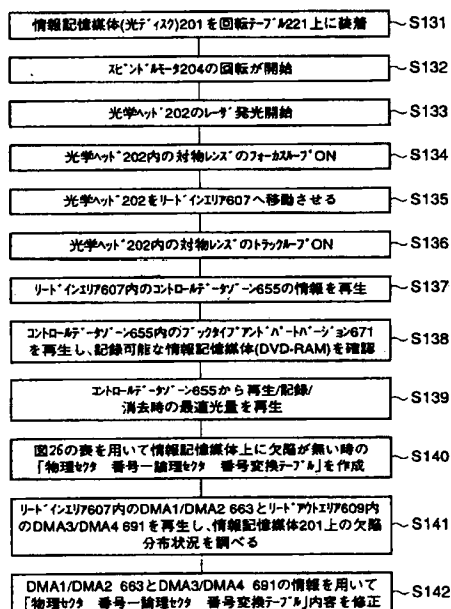 情報記憶媒体(光ディスク)201を回転テーブル221上に装着
~S131
スピンドルモータ204の回転が開始
~S132
光学ヘッド202のレーザ発光開始
~S133
光学ヘッド202内の対物レンズのフォーカスループON
~S134
光学ヘッド202をリードインエリア607へ移動させる
~S135
光学ヘッド202内の対物レンズのトラックループON
~S136
リードインエリア607内のコントロールデータゾーン655の情報を再生
~S137
コントロールデータゾーン655内のブックタイプアンドパートバージョン671
を再生し、記録可能な情報記憶媒体(DVD-RAM)を確認
~S138
コントロールデータゾーン655から再生/記録/
消去時の最適光量を再生
~S139
図26の表を用いて情報記憶媒体上に欠陥が無い時の
「物理セクタ 番号ー論理セクタ 番号変換テーブル」を作成
~S140
リードインエリア607内のDMA1/DMA2 663とリードアウトエリア609内
のDMA3/DMA4 691を再生し、情報記憶媒体201上の欠陥
分布状況を調べる
~S141
DMA1/DMA2 663とDMA3/DMA4 691の情報を用いて
「物理セクタ 番号ー論理セクタ 番号変換テーブル」内容を修正
~S142